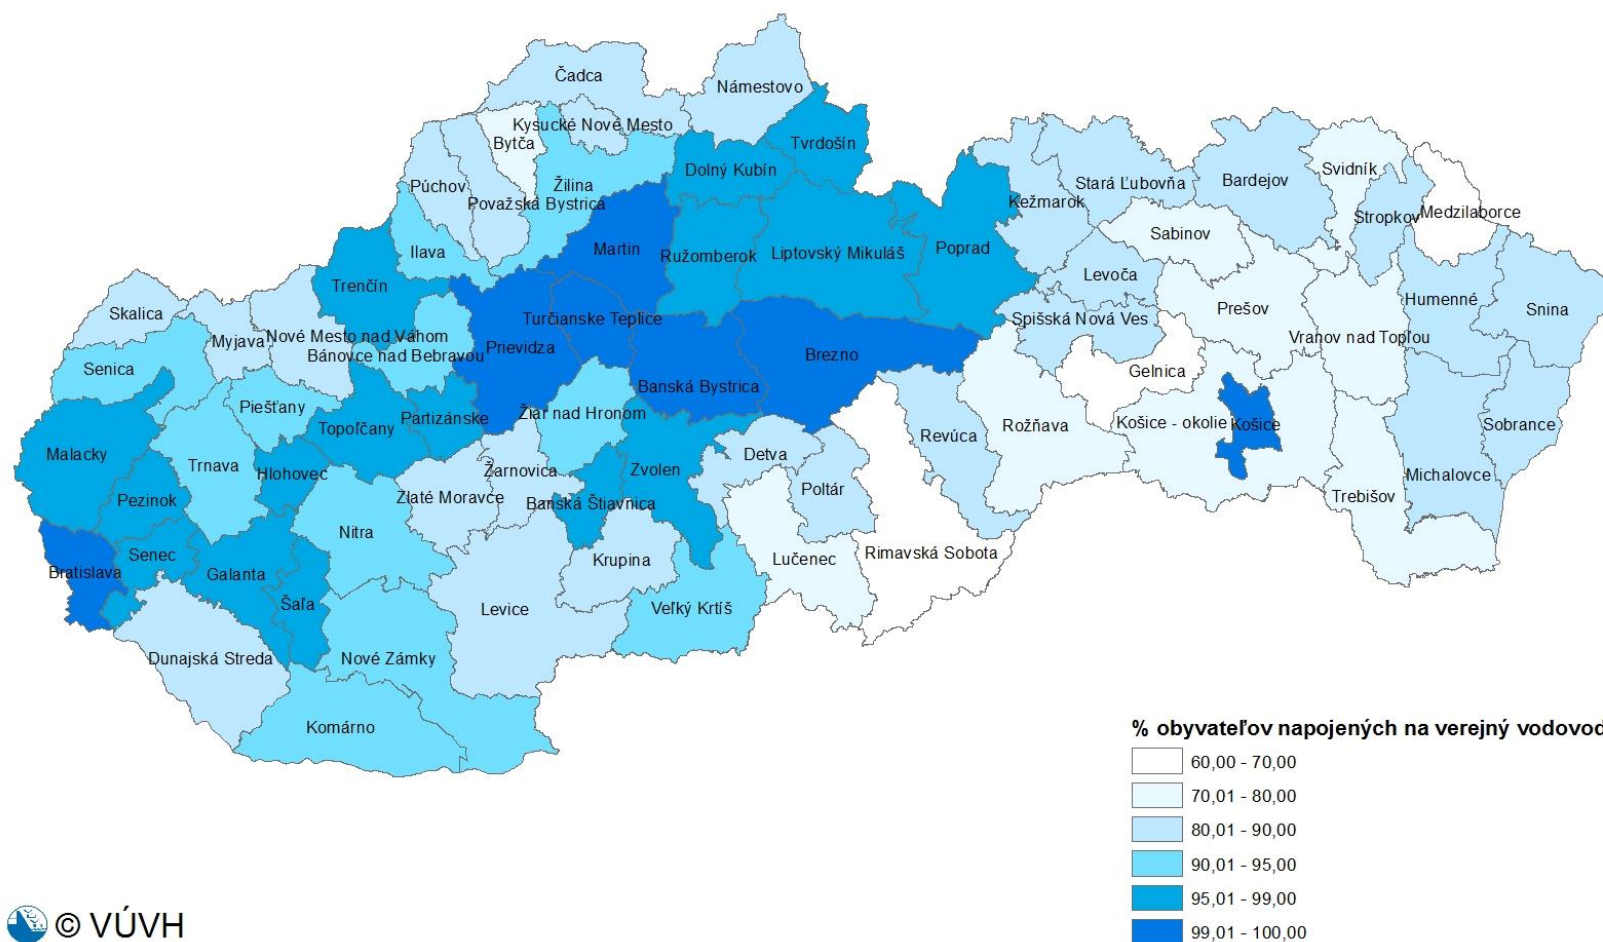 Čadca
Námestovo
Kysucké Nové Mesto
Bytča
Tvrdošín
Dolný Kubín
Svidník
Púchov
Žilina
Stará Ľubovňa
Bardejov
Považská Bystrica
Kežmarok
Stropkov
Medzilaborce
Sabinov
Martin
Ilava
Ružomberok
Liptovský Mikuláš
Poprad
Levoča
Trenčín
Humenné
Skalica
Prešov
Snina
Turčianske Teplice
Spišská Nová Ves
Nové Mesto nad Váhom
Myjava
Vranov nad Topľou
Prievidza
Bánovce nad Bebravou
Brezno
Senica
Gelnica
Banská Bystrica
Piešťany
Žiar nad Hronom
Partizánske
Topoľčany
Košice - okolie
Košice
Sobrance
Rožňava
Revúca
Malacky
Detva
Trnava
Hlohovec
Žarnovica
Zvolen
Michalovce
Poltár
Pezinok
Zlaté Moravce
Trebišov
Banská Štiavnica
Nitra
Senec
Rimavská Sobota
Krupina
Lučenec
Bratislava
Galanta
Šaľa
Levice
Veľký Krtíš
Dunajská Streda
Nové Zámky
Komárno
% obyvateľov napojených na verejný vodovod
60,00 - 70,00
70,01 - 80,00
80,01 - 90,00
90,01 - 95,00
95,01 - 99,00
99,01 - 100,00
© VÚVH